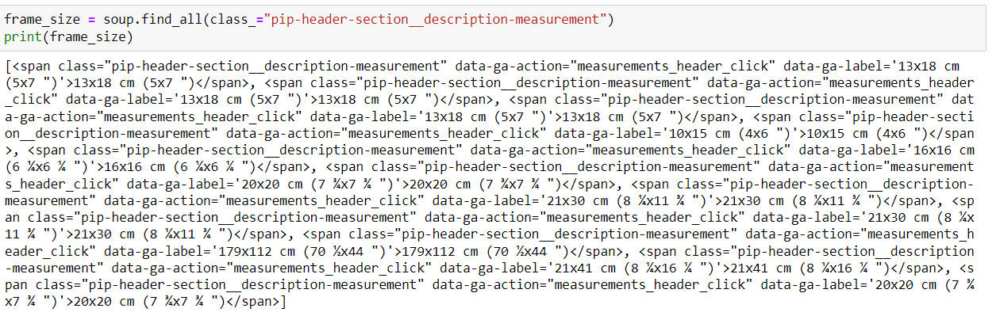 frame_size = soup.find_all(class_="pip-header-section__description-measurement")
print(frame_size)
[<span class="pip-header-section__description-measurement" data-ga-action="measurements_header_click" data-ga-label='13x18 cm
(5x7 ")'>13x18 cm (5x7 ")</span>, <span class="pip-header-section__description-measurement" data-ga-action="measurements_header
_click" data-ga-label='13x18 cm (5x7 ")'>13x18 cm (5x7 ")</span>, <span class="pip-header-section__description-measurement" dat
a-ga-action="measurements_header_click" data-ga-label='13x18 cm (5x7 ")'>13x18 cm (5x7 ")</span>, <span class="pip-header-secti
on__description-measurement" data-ga-action="measurements_header_click" data-ga-label='10x15 cm (4x6 ")'>10x15 cm (4x6 ")</span
>, <span class="pip-header-section__description-measurement" data-ga-action="measurements_header_click" data-ga-label='16x16 cm
(6 ¼x6 ¼ ")'>16x16 cm (6 ¼x6 ¼ ")</span>, <span class="pip-header-section__description-measurement" data-ga-action="measurement
s_header_click" data-ga-label='20x20 cm (7 ¾x7 ¾ ")'>20x20 cm (7 ¾x7 ¾ ")</span>, <span class="pip-header-section__description-
measurement" data-ga-action="measurements_header_click" data-ga-label='21x30 cm (8 ¼x11 ¾ ")'>21x30 cm (8 ¼x11 ¾ ")</span>, <sp
an class="pip-header-section__description-measurement" data-ga-action="measurements_header_click" data-ga-label='21x30 cm (8 ¼x
11 ¾ ")'>21x30 cm (8 ¼x11 ¾ ")</span>, <span class="pip-header-section__description-measurement" data-ga-action="measurements_h
eader_click" data-ga-label='179x112 cm (70 ½x44 ")'>179x112 cm (70 ½x44 ")</span>, <span class="pip-header-section__description
-measurement" data-ga-action="measurements_header_click" data-ga-label='21x41 cm (8 ¼x16 ¼ ")'>21x41 cm (8 ¼x16 ¼ ")</span>, <s
pan class="pip-header-section__description-measurement" data-ga-action="measurements_header_click" data-ga-label='20x20 cm (7 ¾
x7 ¾ ")'>20x20 cm (7 ¾x7 ¾ ")</span>]